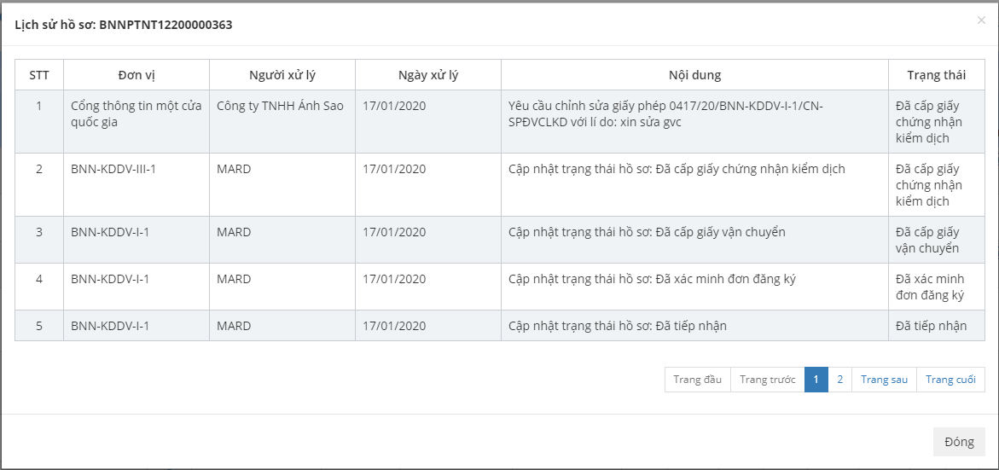 Lịch sử hồ sơ: BNNPTNT12200000363
×
STT Đơn vị Người xử lý Ngày xử lý Nội dung Trạng thái
1 Cổng thông tin một cửa Công ty TNHH Ánh Sao 17/01/2020 Yêu cầu chỉnh sửa giấy phép 0417/20/BNN-KDDV-I-1/CN- Đã cấp giấy
quốc gia SPĐVCLKD với lí do: xin sửa gvc chứng nhận
kiểm dịch
2 BNN-KDDV-III-1 MARD 17/01/2020 Cập nhật trạng thái hồ sơ: Đã cấp giấy chứng nhận kiểm dịch Đã cấp giấy
chứng nhận
kiểm dịch
3 BNN-KDDV-I-1 MARD 17/01/2020 Cập nhật trạng thái hồ sơ: Đã cấp giấy vận chuyển Đã cấp giấy
vận chuyển
4 BNN-KDDV-I-1 MARD 17/01/2020 Cập nhật trạng thái hồ sơ: Đã xác minh đơn đăng ký Đã xác minh
đơn đăng ký
5 BNN-KDDV-I-1 MARD 17/01/2020 Cập nhật trạng thái hồ sơ: Đã tiếp nhận Đã tiếp nhận
Trang đầu Trang trước 1 2 Trang sau Trang cuối
Đóng